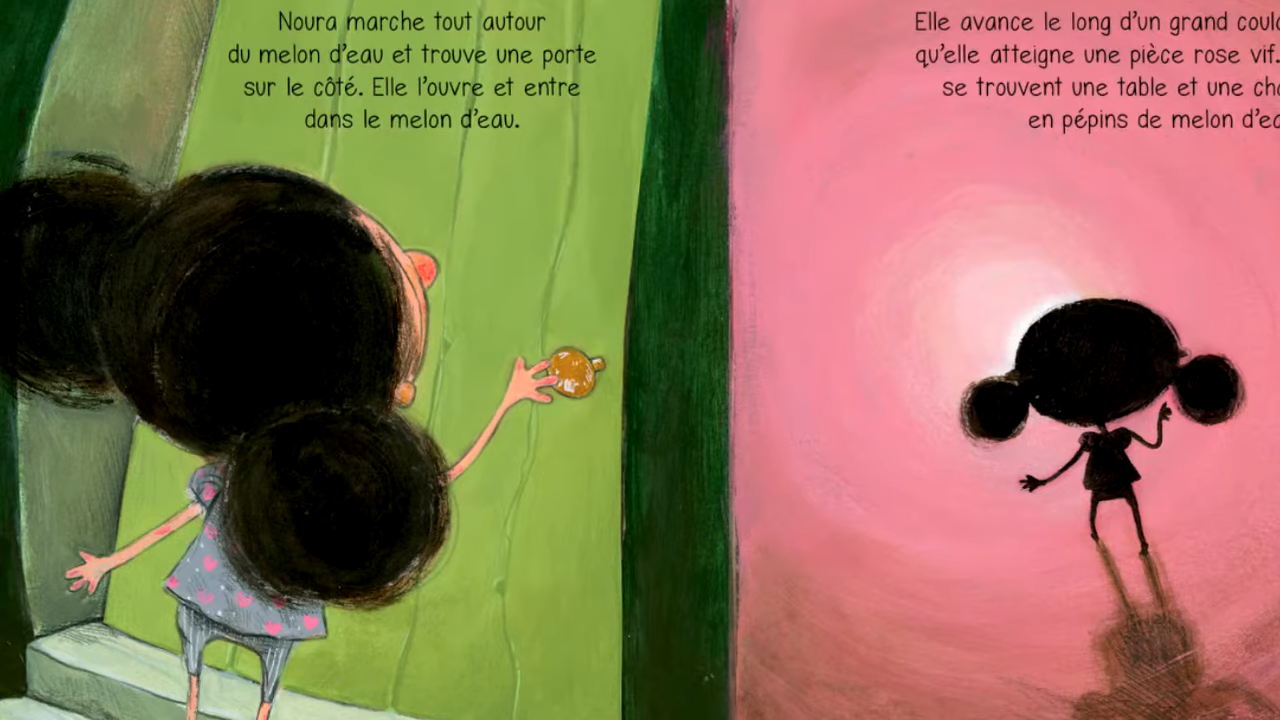 Noura marche tout autour
du melon d'eau et trouve une porte
sur le côté. Elle l'ouvre et entre
dans le melon d'eau.
Elle avance le long d'un grand
qu'elle atteigne une pièce rose vif.
se trouvent une table et une
en pépins de melon